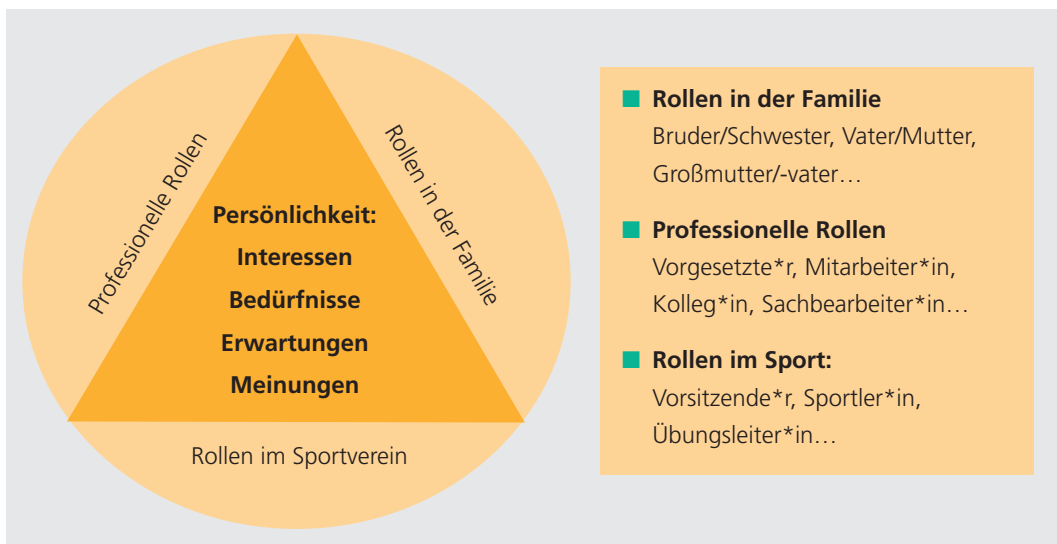 Professionelle Rollen
Rollen in der Familie
Persönlichkeit:
Interessen
Bedürfnisse
Erwartungen
Meinungen
Rollen im Sportverein
Rollen in der Familie
Bruder/Schwester, Vater/Mutter,
Großmutter/-vater…
Professionelle Rollen
Vorgesetzte*r, Mitarbeiter*in,
Kolleg*in, Sachbearbeiter*in…
Rollen im Sport:
Vorsitzende*r, Sportler*in,
Übungsleiter*in…